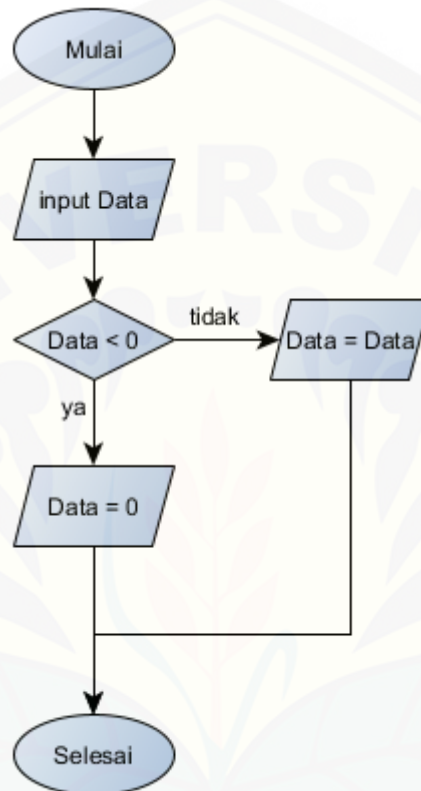 Mulai
input Data
Data < 0
tidak
Data = Data
ya
Data = 0
Selesai